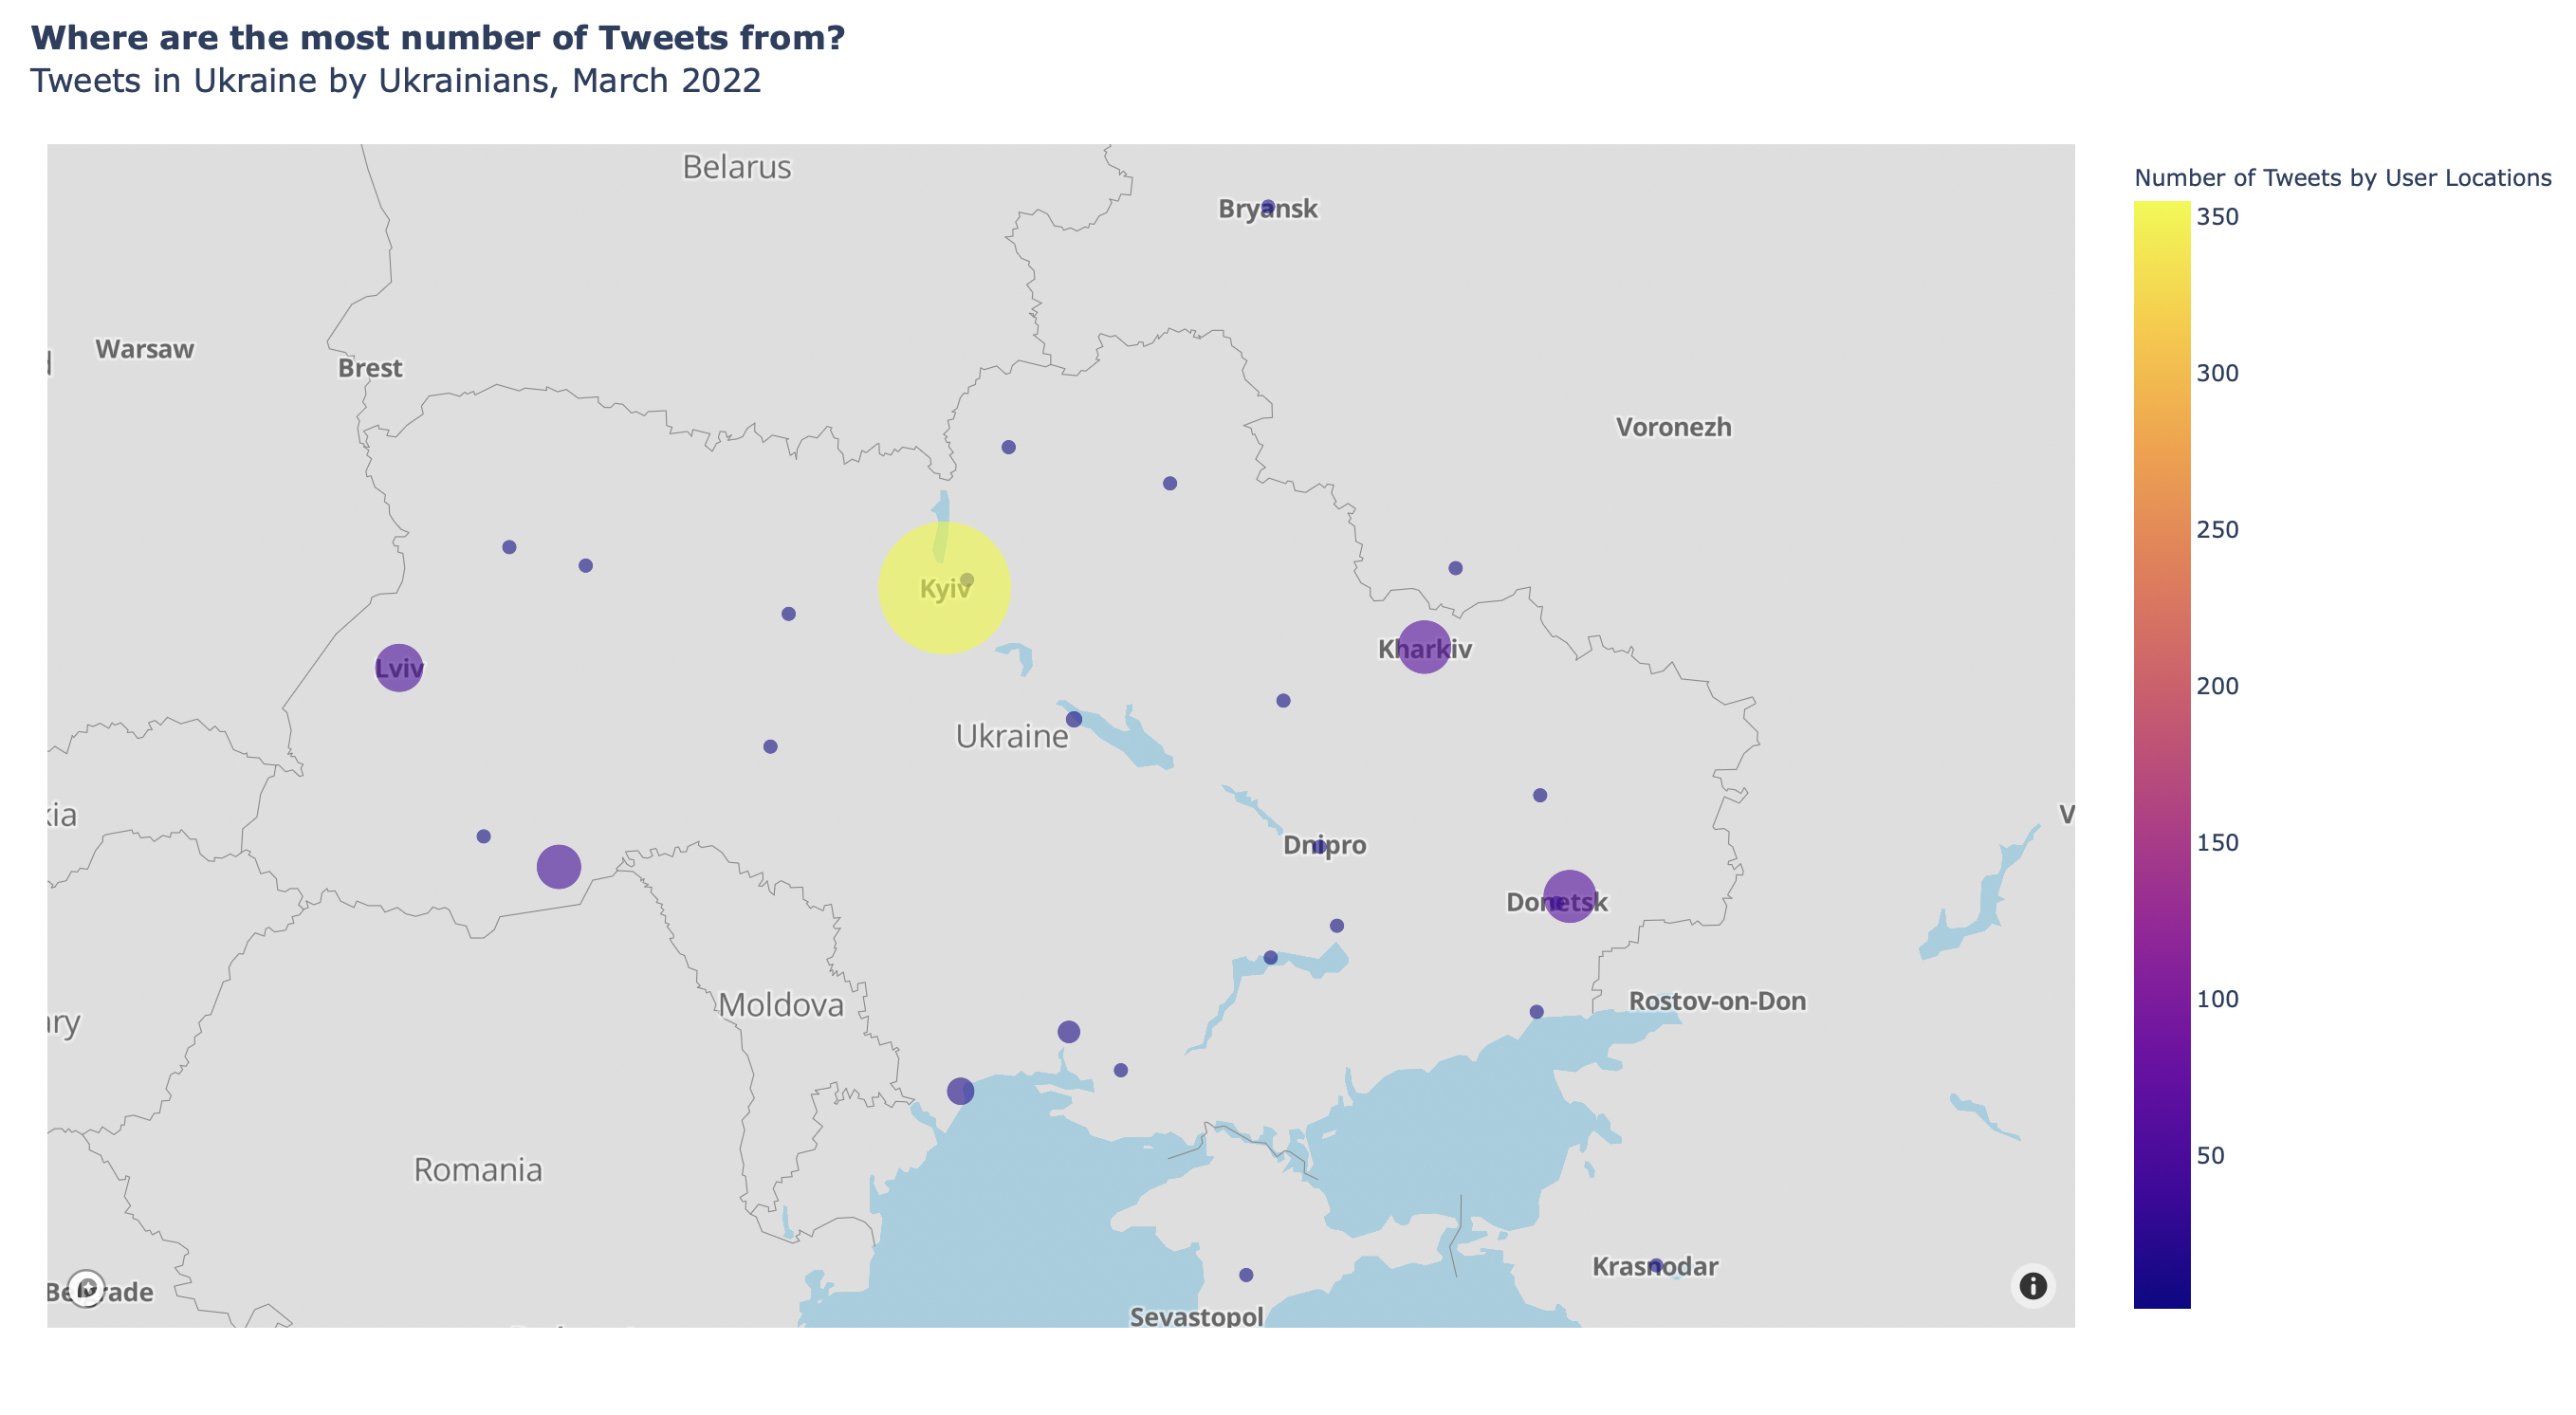 Where are the most number of Tweets from?
Tweets in Ukraine by Ukrainians, March 2022
Number of Tweets by User Locations
350
300
250
200
150
100
50
Belarus
Bryansk
Warsaw
Brest
Voronezh
Kyiv
Kharkiv
Lviv
Ukraine
kia
V
Dnipro
Donetsk
Moldova
Rostov-on-Don
ary
Romania
Krasnodar
Belgrade
Sevastopol